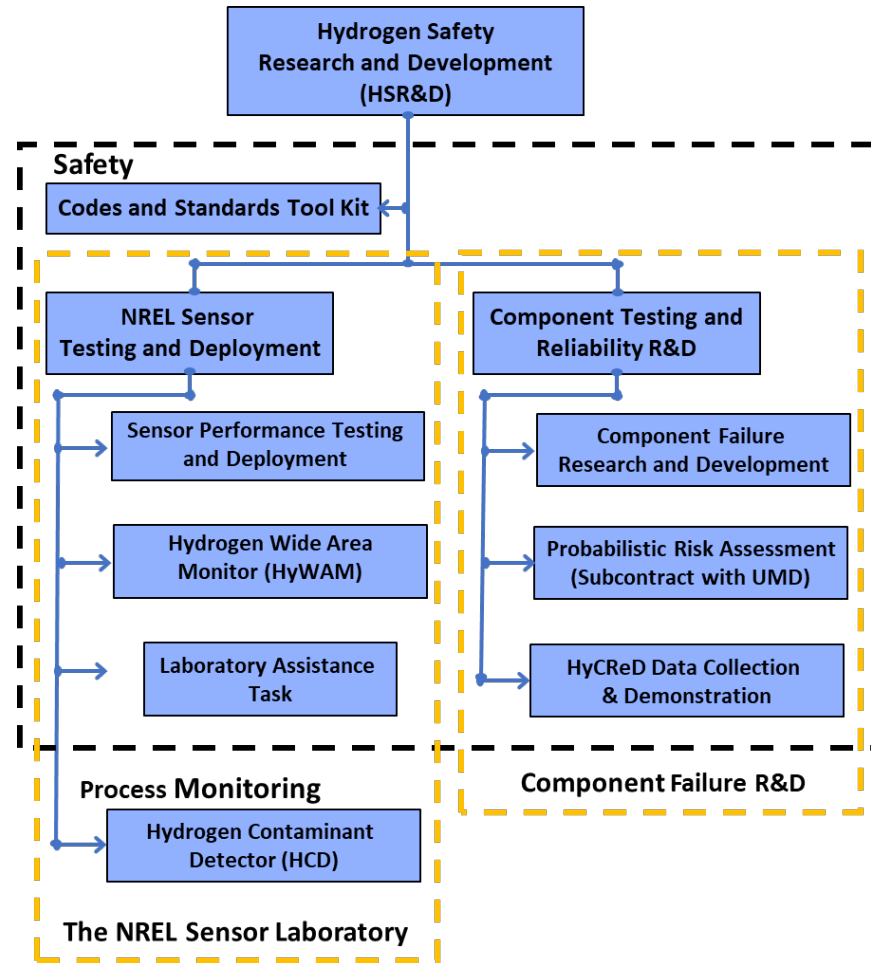 Hydrogen Safety
Research and Development
(HSR&D)
Safety
Codes and Standards Tool Kit
NREL Sensor
Testing and Deployment
Sensor Performance Testing
and Deployment
Hydrogen Wide Area
Monitor (HyWAM)
Laboratory Assistance
Task
Process Monitoring
Hydrogen Contaminant
Detector (HCD)
The NREL Sensor Laboratory
Component Testing and
Reliability R&D
Component Failure
Research and Development
Probabilistic Risk Assessment
(Subcontract with UMD)
HyCReD Data Collection
& Demonstration
Component Failure R&D